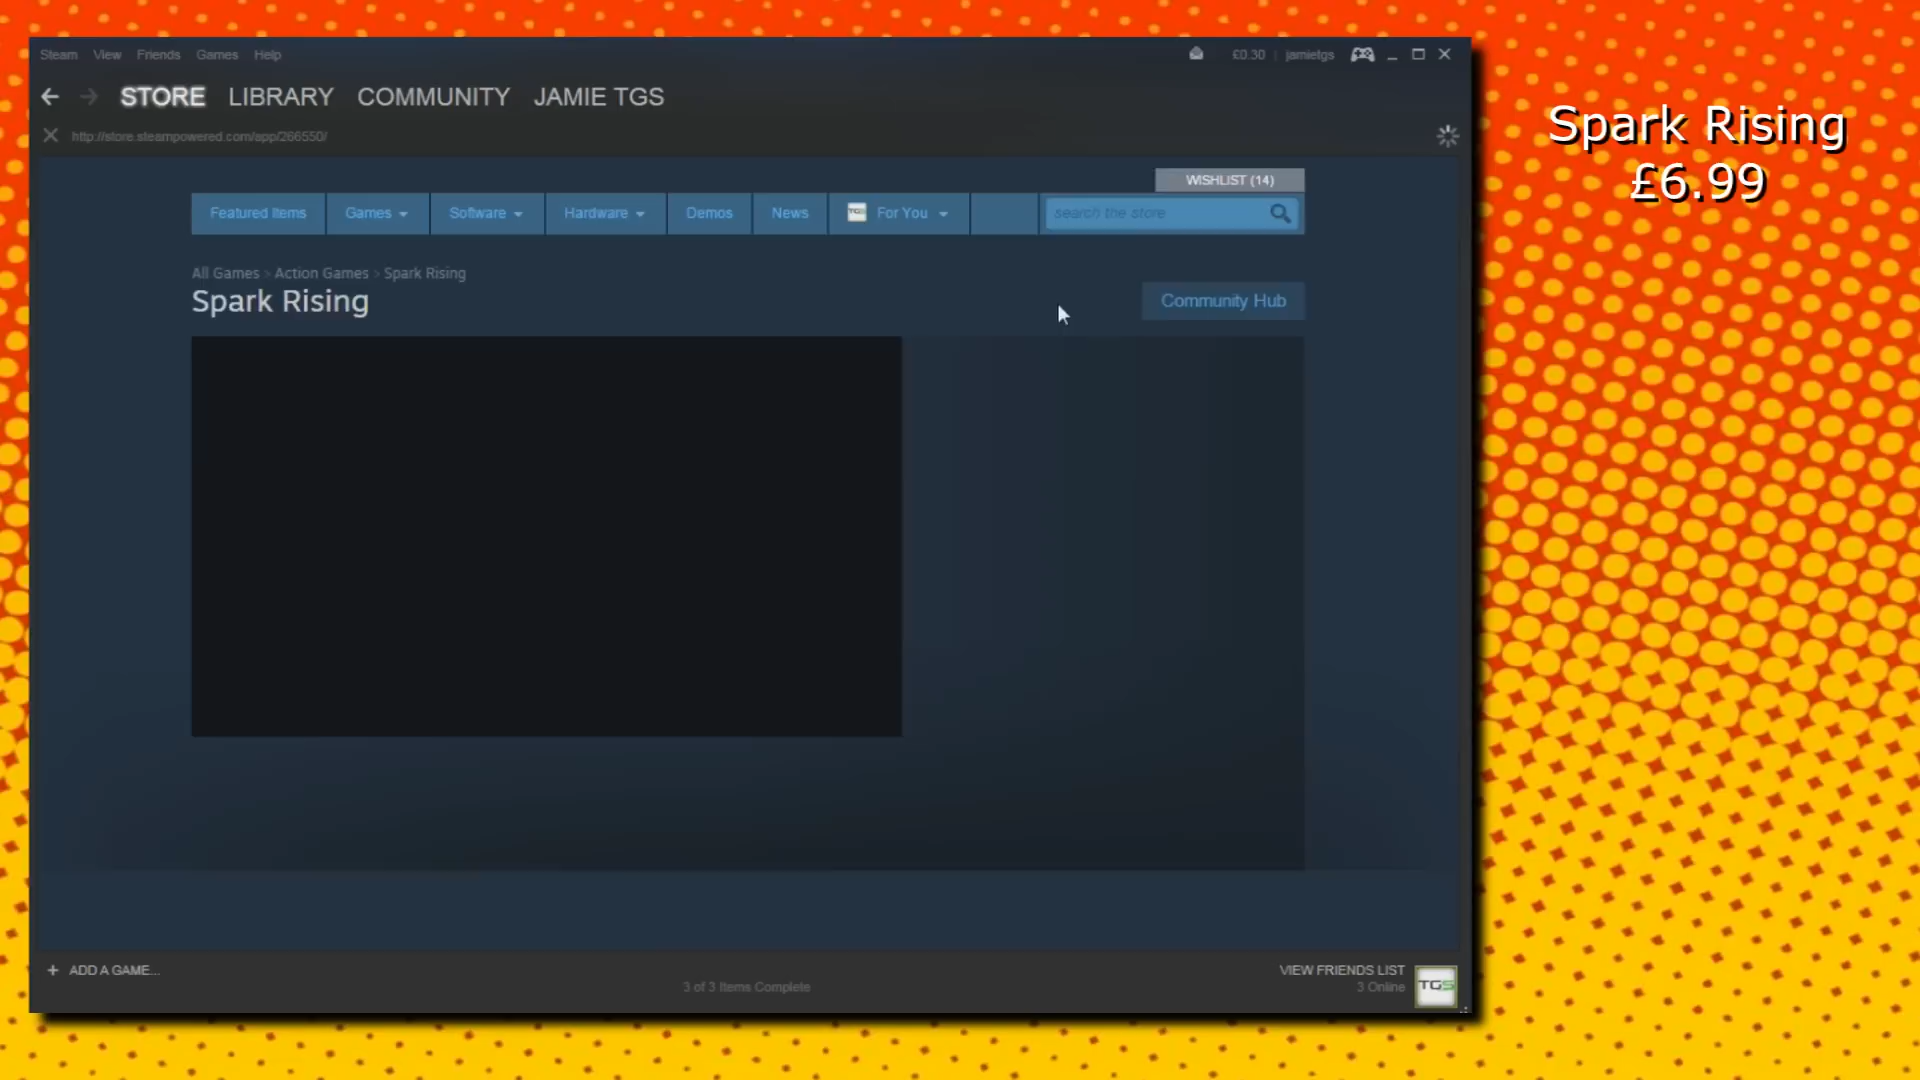 Steam View Friends Games Help
£0.30 | jamietgs
STORE LIBRARY COMMUNITY JAMIE TGS
http://store.steampowered.com/app/266550/
WISHLIST (14)
Featured Items Games Software Hardware Demos News TGS For You search the store
All Games > Action Games > Spark Rising
Spark Rising
Community Hub
+ ADD A GAME...
3 of 3 Items Complete
VIEW FRIENDS LIST
3 Online
TGS
Spark Rising
£6.99